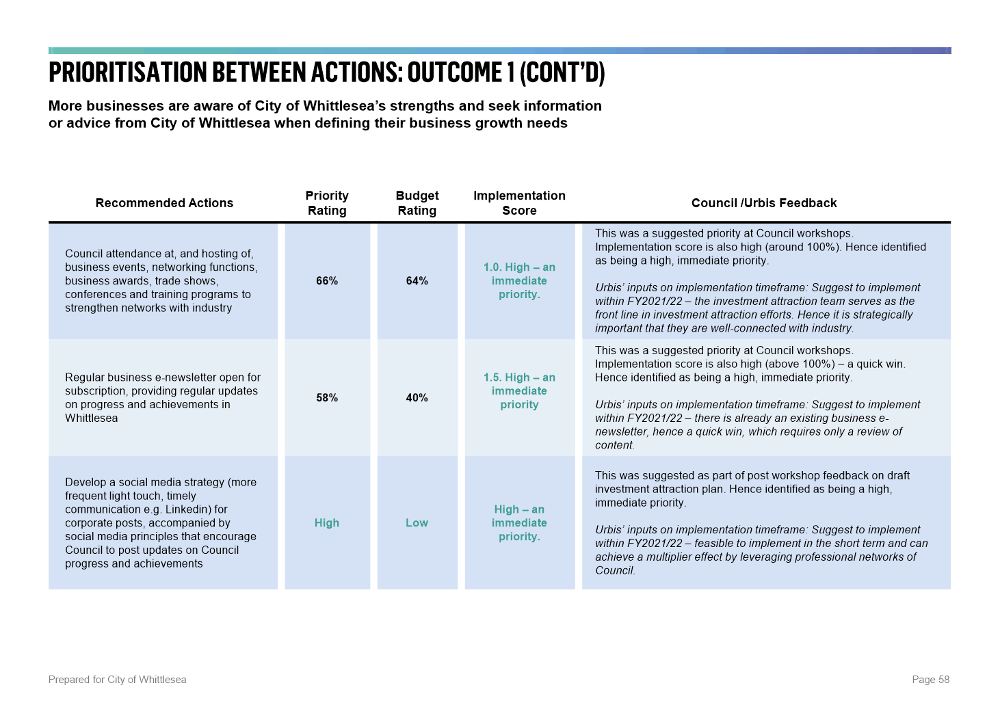 PRIORITISATION BETWEEN ACTIONS: OUTCOME 1 (CONT'D)
More businesses are aware of City of Whittlesea’s strengths and seek information
or advice from City of Whittlesea when defining their business growth needs
Recommended Actions
Priority
Rating
Budget
Rating
Implementation
Score
Council /Urbis Feedback
Council attendance at, and hosting of,
business events, networking functions,
business awards, trade shows,
conferences and training programs to
strengthen networks with industry
66%
64%
1.0. High – an
immediate
priority.
This was a suggested priority at Council workshops.
Implementation score is also high (around 100%). Hence identified
as being a high, immediate priority.
Urbis’ inputs on implementation timeframe: Suggest to implement
within FY2021/22 – the investment attraction team serves as the
front line in investment attraction efforts. Hence it is strategically
important that they are well-connected with industry.
Regular business e-newsletter open for
subscription, providing regular updates
on progress and achievements in
Whittlesea
58%
40%
1.5. High – an
immediate
priority
This was a suggested priority at Council workshops.
Implementation score is also high (above 100%) – a quick win.
Hence identified as being a high, immediate priority.
Urbis’ inputs on implementation timeframe: Suggest to implement
within FY2021/22 – there is already an existing business e-
newsletter, hence a quick win, which requires only a review of
content.
Develop a social media strategy (more
frequent light touch, timely
communication e.g. Linkedin) for
corporate posts, accompanied by
social media principles that encourage
Council to post updates on Council
progress and achievements
High
Low
High – an
immediate
priority.
This was suggested as part of post workshop feedback on draft
investment attraction plan. Hence identified as being a high,
immediate priority.
Urbis’ inputs on implementation timeframe: Suggest to implement
within FY2021/22 – feasible to implement in the short term and can
achieve a multiplier effect by leveraging professional networks of
Council.
Prepared for City of Whittlesea
Page 58